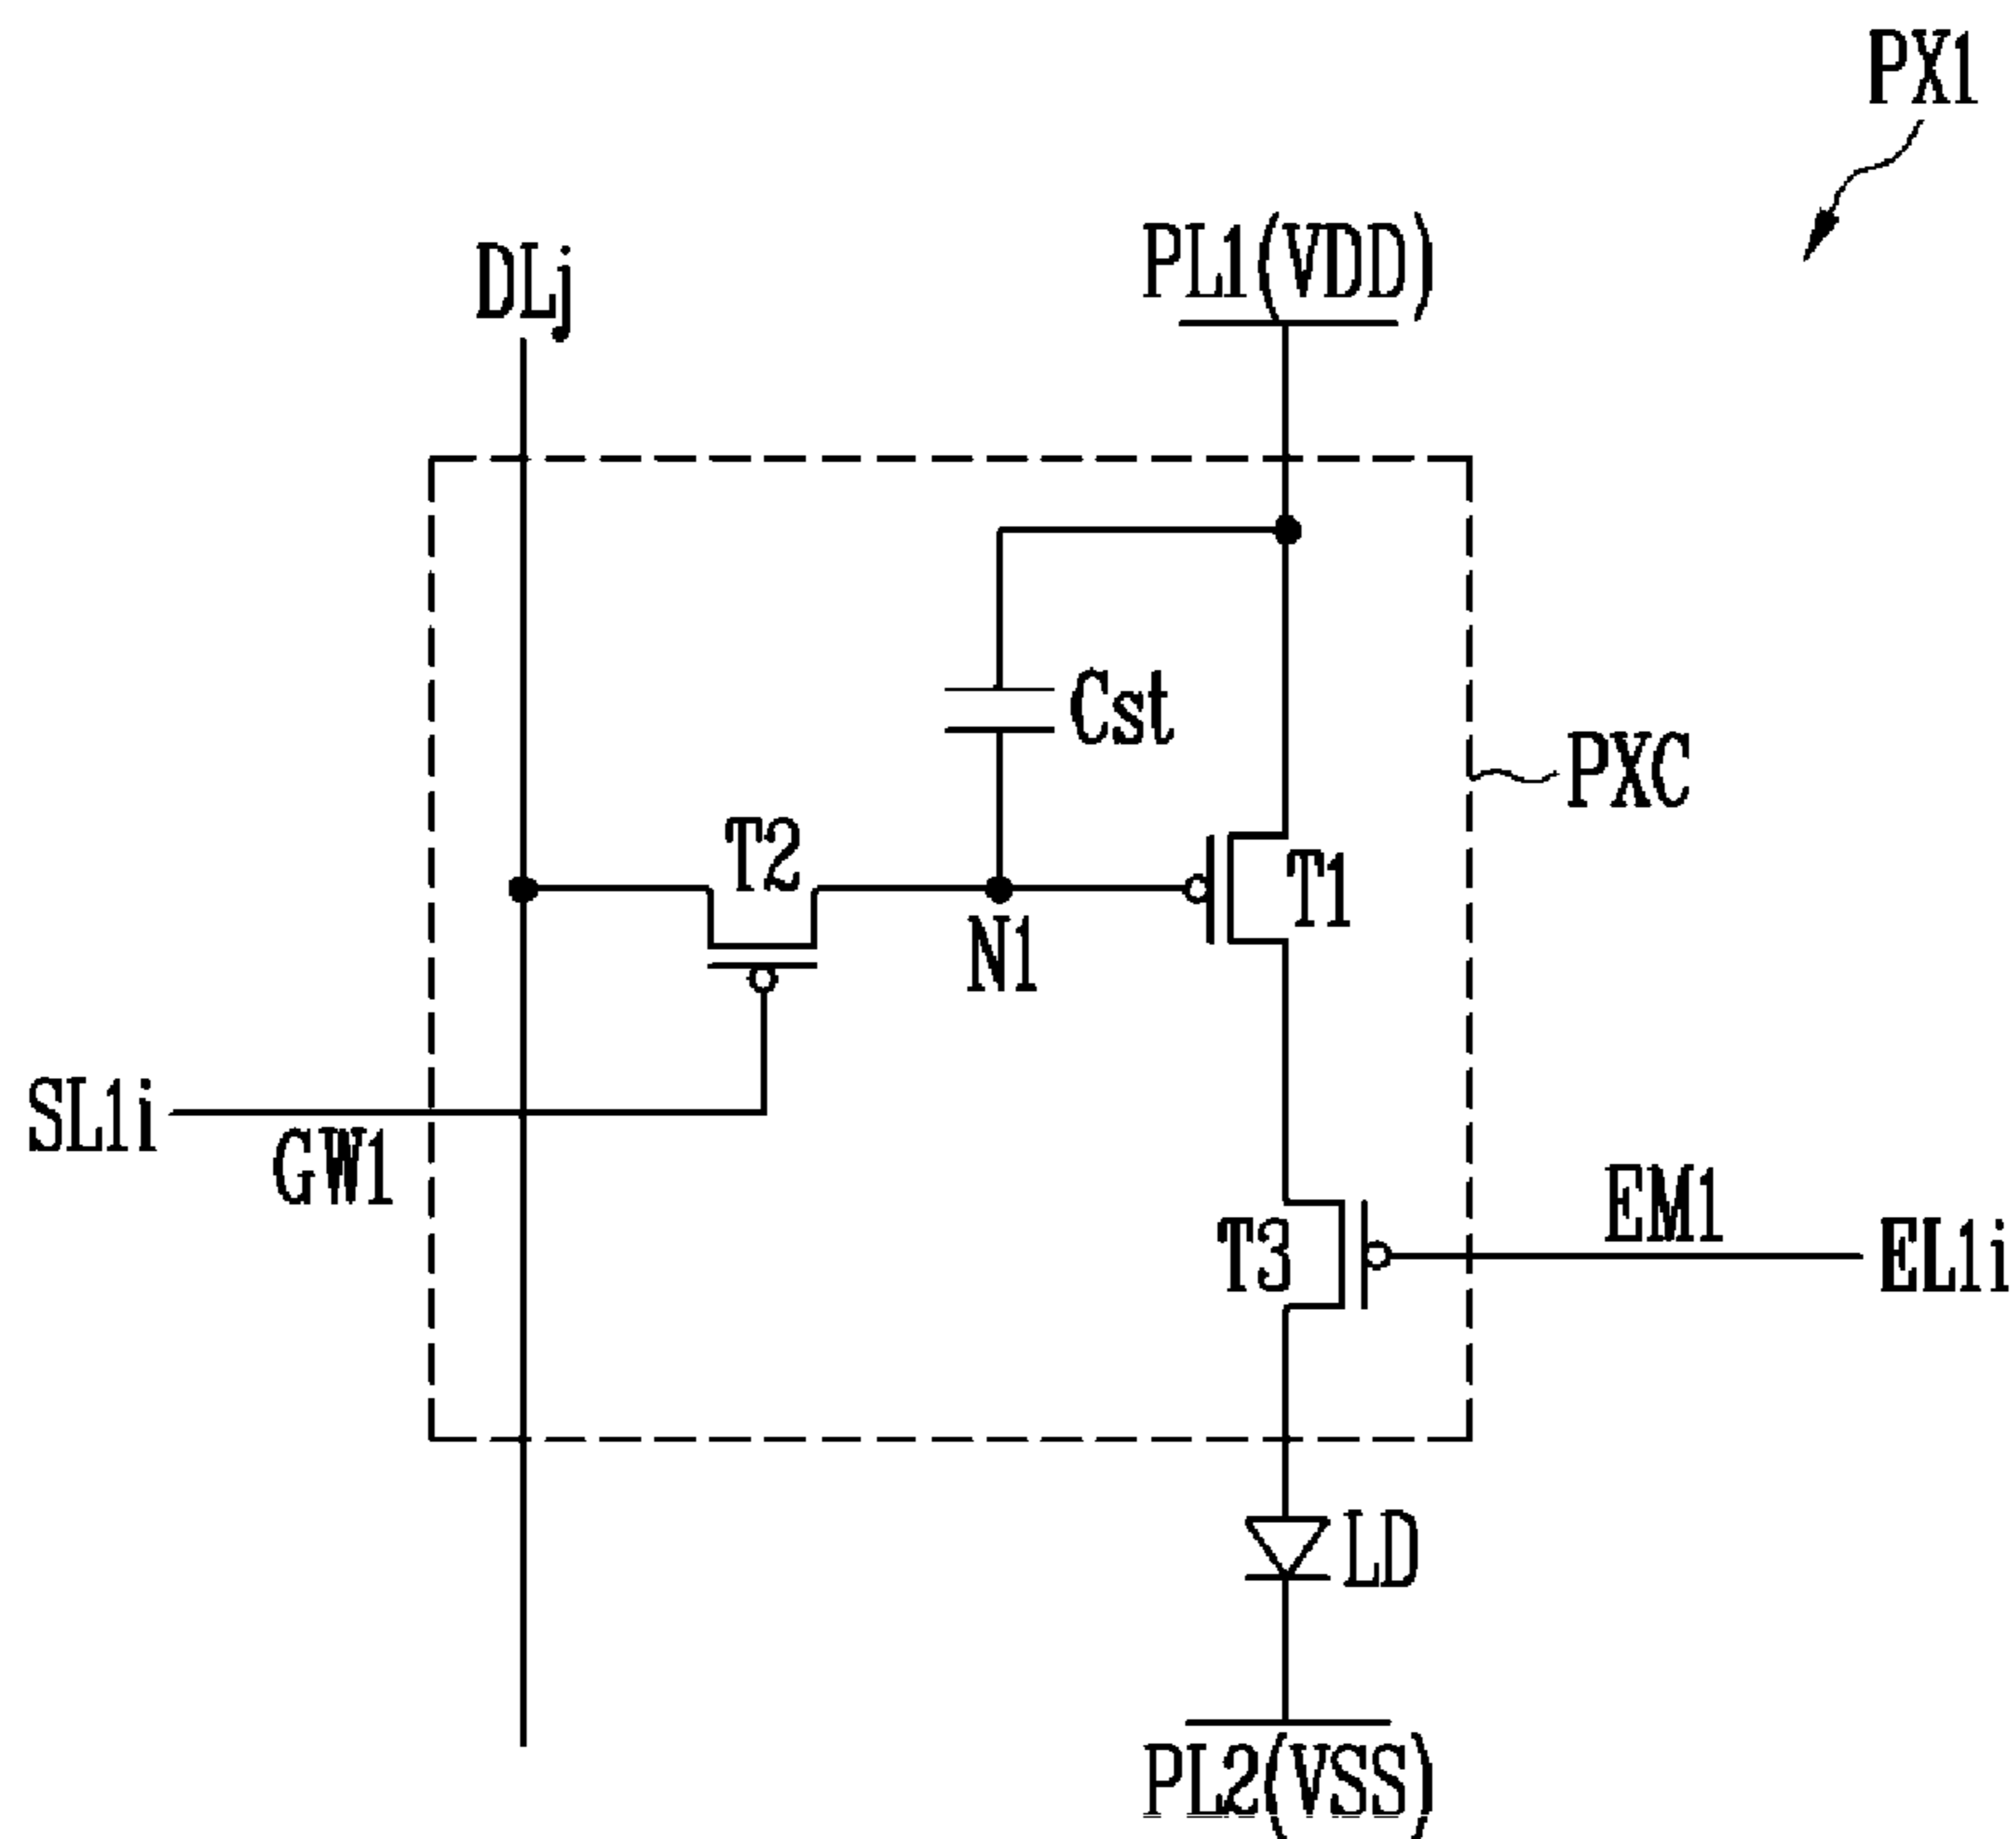 PX1
PL1(VDD)
DLj
Cst
PXC
T2
T1
N1
SL1i
GW1
EM1
T3
EL1i
LD
PL2(VSS)